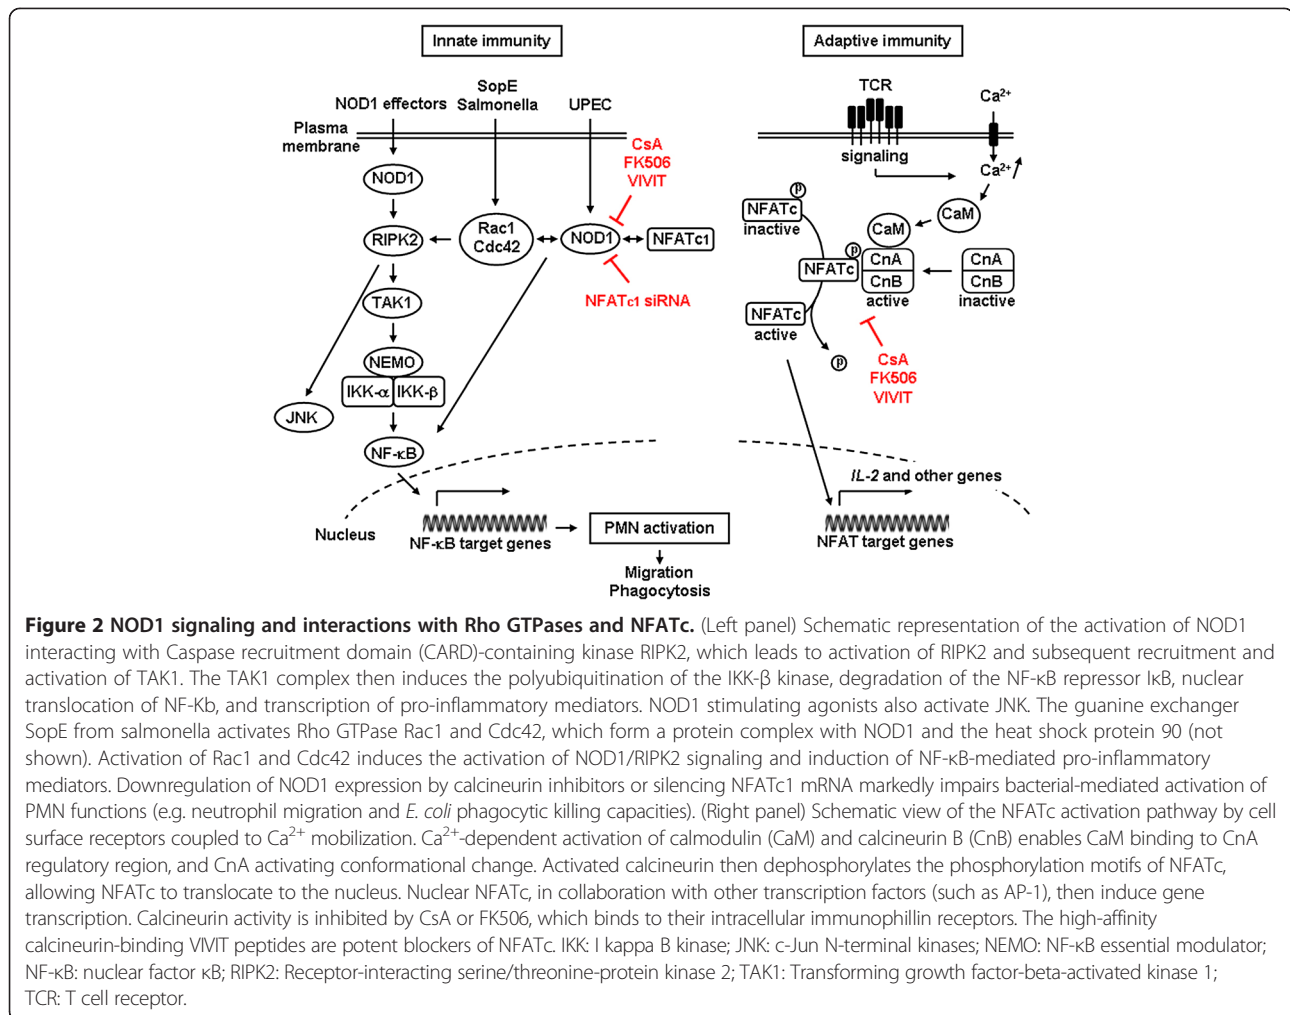 Innate immunity
Adaptive immunity
NOD1 effectors
SopE
Salmonella
UPEC
Plasma
membrane
CsA
FK506
VIVIT
NOD1
RIPK2
Rac1
Cdc42
NOD1
NFATc1
TAK1
NFATc1 siRNA
NEMO
IKK-α
IKK-β
JNK
NF-κB
Nucleus
NF-κB target genes
PMN activation
Migration
Phagocytosis
TCR
Ca2+
signaling
Ca2+
P
NFATc
inactive
CaM
CaM
P
NFATc
CnA
CnB
active
CnA
CnB
inactive
NFATc
active
P
CsA
FK506
VIVIT
IL-2 and other genes
NFAT target genes
Figure 2 NOD1 signaling and interactions with Rho GTPases and NFATc. (Left panel) Schematic representation of the activation of NOD1
interacting with Caspase recruitment domain (CARD)-containing kinase RIPK2, which leads to activation of RIPK2 and subsequent recruitment and
activation of TAK1. The TAK1 complex then induces the polyubiquitination of the IKK-β kinase, degradation of the NF-κB repressor IκB, nuclear
translocation of NF-Kb, and transcription of pro-inflammatory mediators. NOD1 stimulating agonists also activate JNK. The guanine exchanger
SopE from salmonella activates Rho GTPase Rac1 and Cdc42, which form a protein complex with NOD1 and the heat shock protein 90 (not
shown). Activation of Rac1 and Cdc42 induces the activation of NOD1/RIPK2 signaling and induction of NF-κB-mediated pro-inflammatory
mediators. Downregulation of NOD1 expression by calcineurin inhibitors or silencing NFATc1 mRNA markedly impairs bacterial-mediated activation of
PMN functions (e.g. neutrophil migration and E. coli phagocytic killing capacities). (Right panel) Schematic view of the NFATc activation pathway by cell
surface receptors coupled to Ca2+ mobilization. Ca2+-dependent activation of calmodulin (CaM) and calcineurin B (CnB) enables CaM binding to CnA
regulatory region, and CnA activating conformational change. Activated calcineurin then dephosphorylates the phosphorylation motifs of NFATc,
allowing NFATc to translocate to the nucleus. Nuclear NFATc, in collaboration with other transcription factors (such as AP-1), then induce gene
transcription. Calcineurin activity is inhibited by CsA or FK506, which binds to their intracellular immunophillin receptors. The high-affinity
calcineurin-binding VIVIT peptides are potent blockers of NFATc. IKK: I kappa B kinase; JNK: c-Jun N-terminal kinases; NEMO: NF-κB essential modulator;
NF-κB: nuclear factor κB; RIPK2: Receptor-interacting serine/threonine-protein kinase 2; TAK1: Transforming growth factor-beta-activated kinase 1;
TCR: T cell receptor.